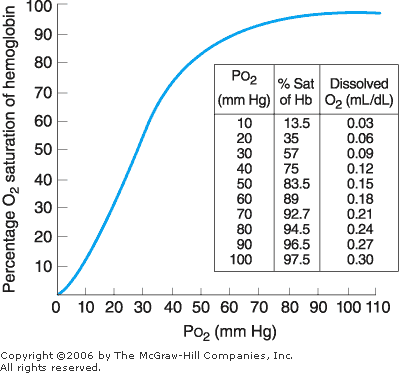 Percentage O2 saturation of hemoglobin
100
90
80
70
60
50
40
30
20
10
PO2 % Sat Dissolved
(mm Hg) of Hb O2 (mL/dL)
10 13.5 0.03
20 35 0.06
30 57 0.09
40 75 0.12
50 83.5 0.15
60 89 0.18
70 92.7 0.21
80 94.5 0.24
90 96.5 0.27
100 97.5 0.30
0 10 20 30 40 50 60 70 80 90 100 110
PO2 (mm Hg)
Copyright ©2006 by The McGraw-Hill Companies, Inc.
All rights reserved.